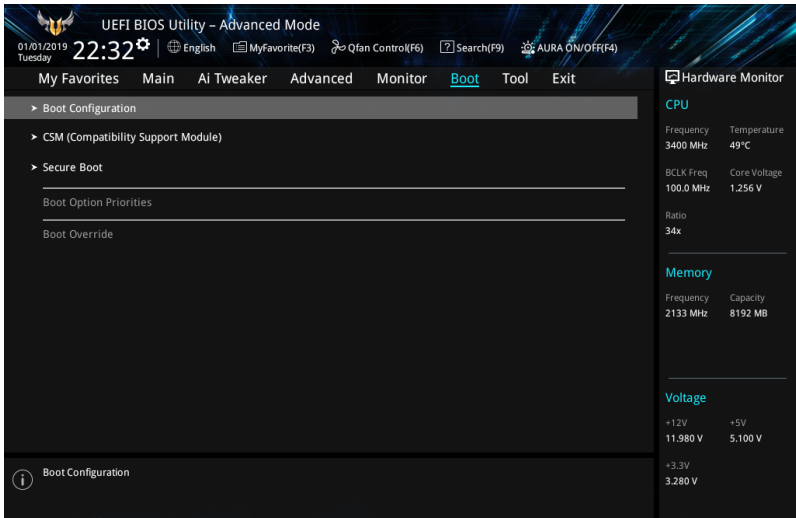 UEFI BIOS Utility – Advanced Mode
01/01/2019 Tuesday 22:32 English MyFavorite(F3) Qfan Control(F6) ? Search(F9) AURA ON/OFF(F4)
My Favorites Main Ai Tweaker Advanced Monitor Boot Tool Exit
> Boot Configuration
> CSM (Compatibility Support Module)
> Secure Boot
Boot Option Priorities
Boot Override
i Boot Configuration
Hardware Monitor
CPU
Frequency Temperature
3400 MHz 49°C
BCLK Freq Core Voltage
100.0 MHz 1.256 V
Ratio
34x
Memory
Frequency Capacity
2133 MHz 8192 MB
Voltage
+12V +5V
11.980 V 5.100 V
+3.3V
3.280 V